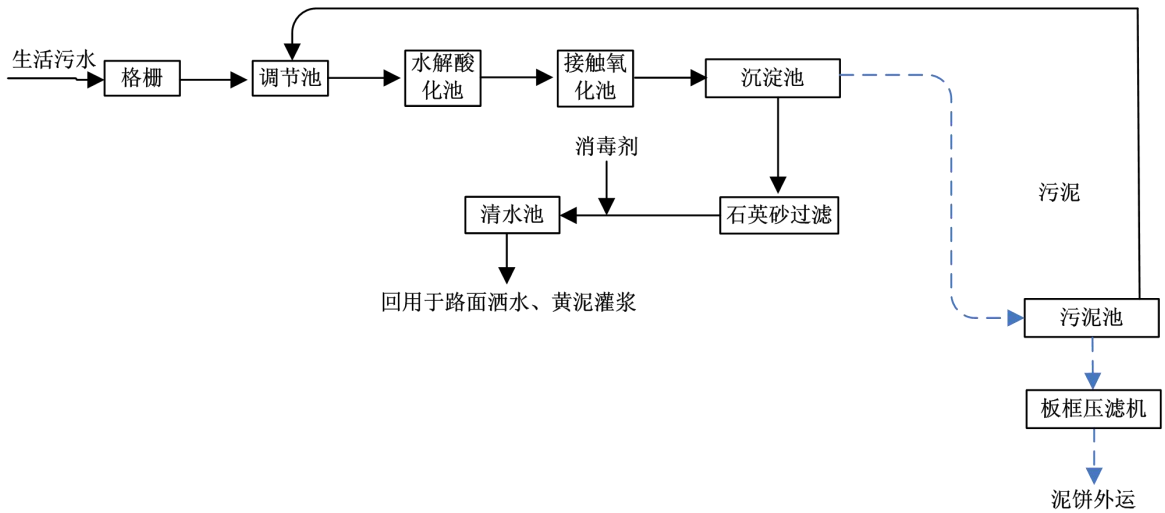 生活污水
格栅
调节池
水解酸
化池
接触氧
化池
沉淀池
消毒剂
清水池
石英砂过滤
污泥
回用于路面洒水、黄泥灌浆
污泥池
板框压滤机
泥饼外运